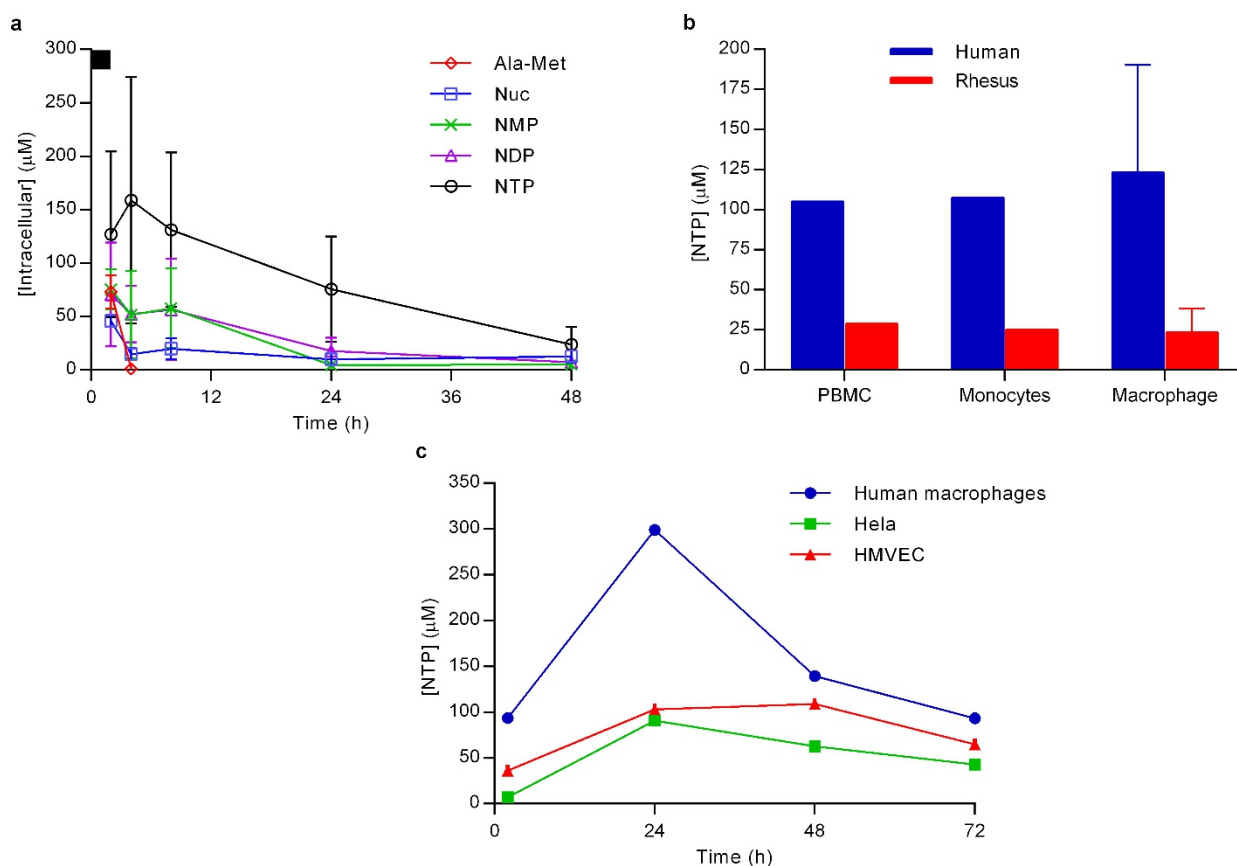 a
[Intracellular] (µM)
300
250
200
150
100
50
0
0 12 24 36 48
Time (h)
Ala-Met
Nuc
NMP
NDP
NTP
b
[NTP] (µM)
200
175
150
125
100
75
50
25
0
PBMC Monocytes Macrophage
Human
Rhesus
c
[NTP] (µM)
350
300
250
200
150
100
50
0
0 24 48 72
Time (h)
Human macrophages
Hela
HMVEC